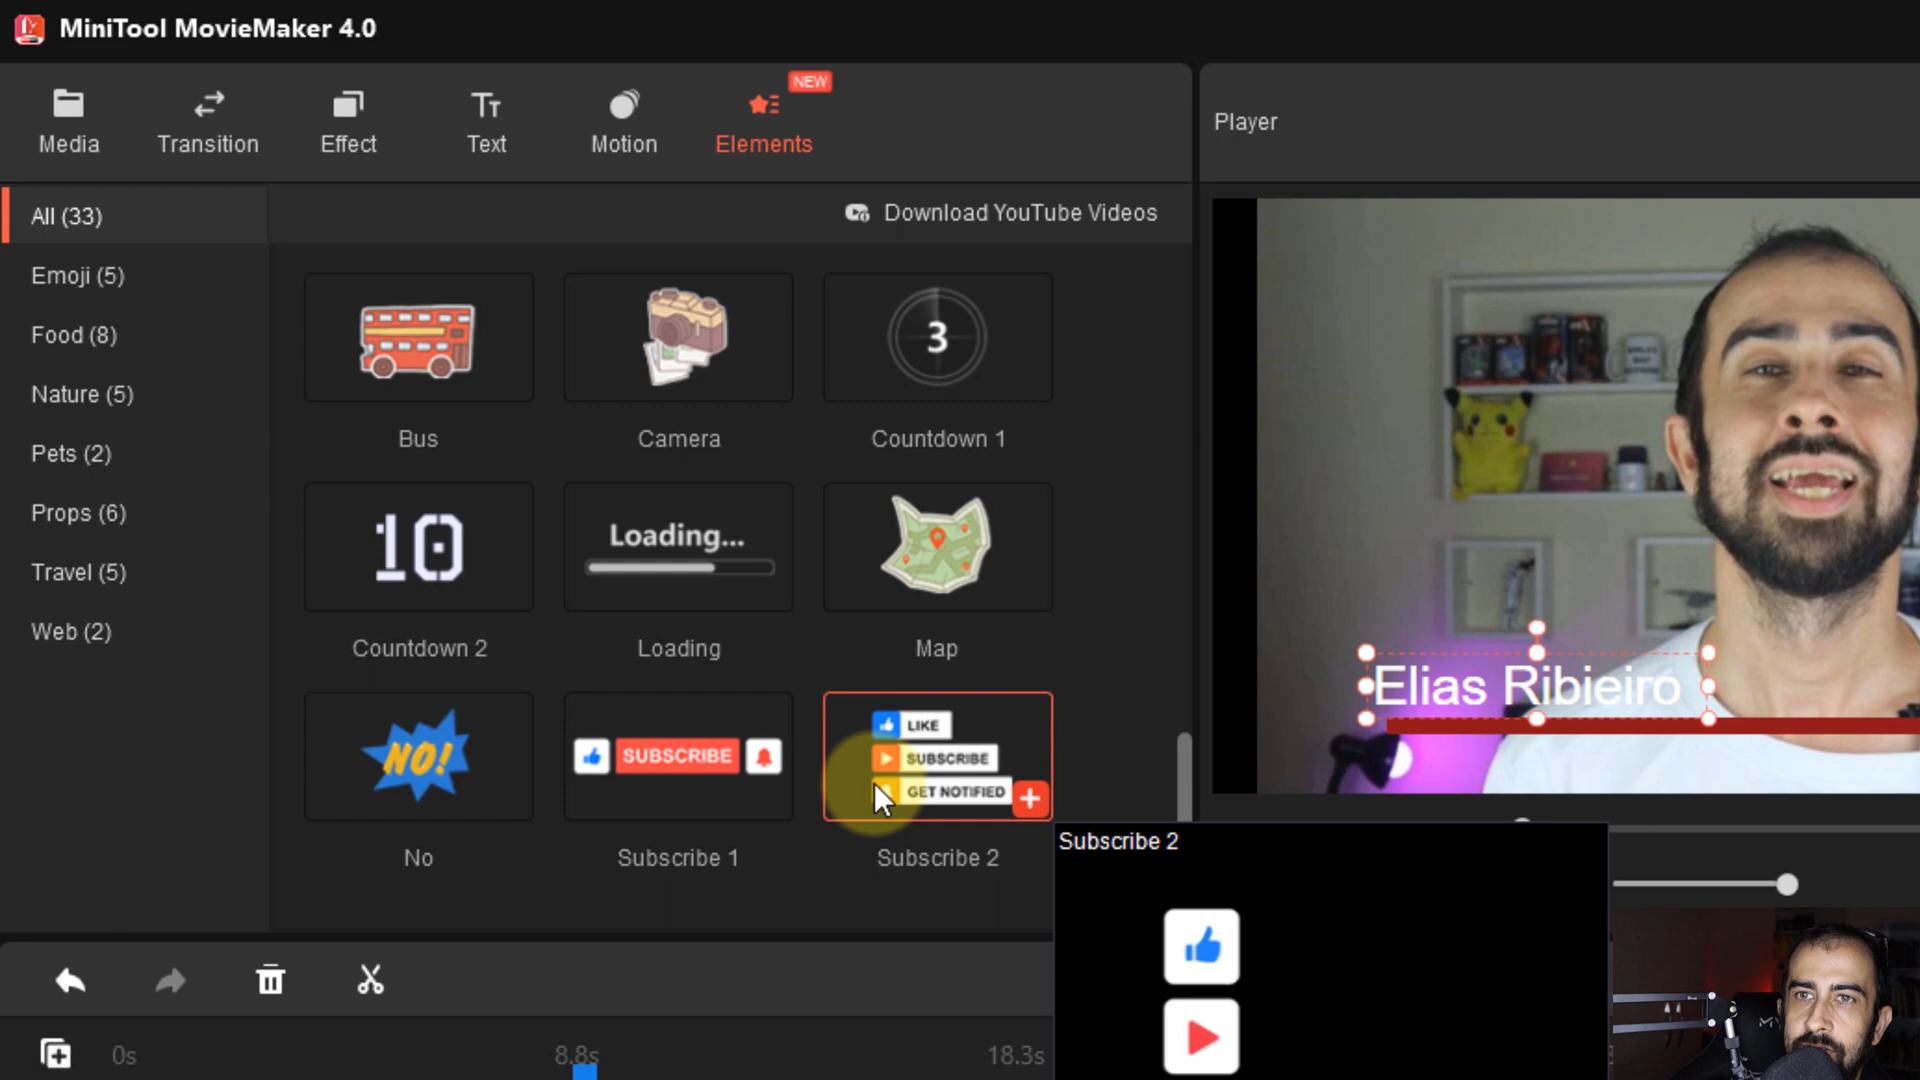 MiniTool MovieMaker 4.0
NEW
Media
Transition
Effect
Text
Motion
Elements
Player
All (33)
Download YouTube Videos
Emoji (5)
Food (8)
Nature (5)
Pets (2)
Props (6)
Travel (5)
Web (2)
3
Bus
Camera
Countdown 1
10
Loading...
Countdown 2
Loading
Map
NO!
SUBSCRIBE
LIKE
SUBSCRIBE
GET NOTIFIED
No
Subscribe 1
Subscribe 2
Elias Ribieiro
Subscribe 2
0s
8.8s
18.3s